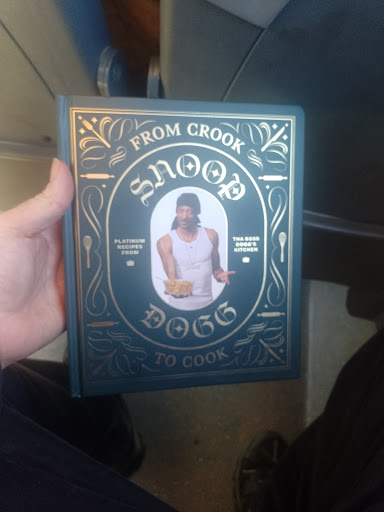 FROM CROOK
SNOOP
PLATINUM
RECIPES
FROM
THA BOSS
DOGG'S
KITCHEN
DOGG
TO COOK